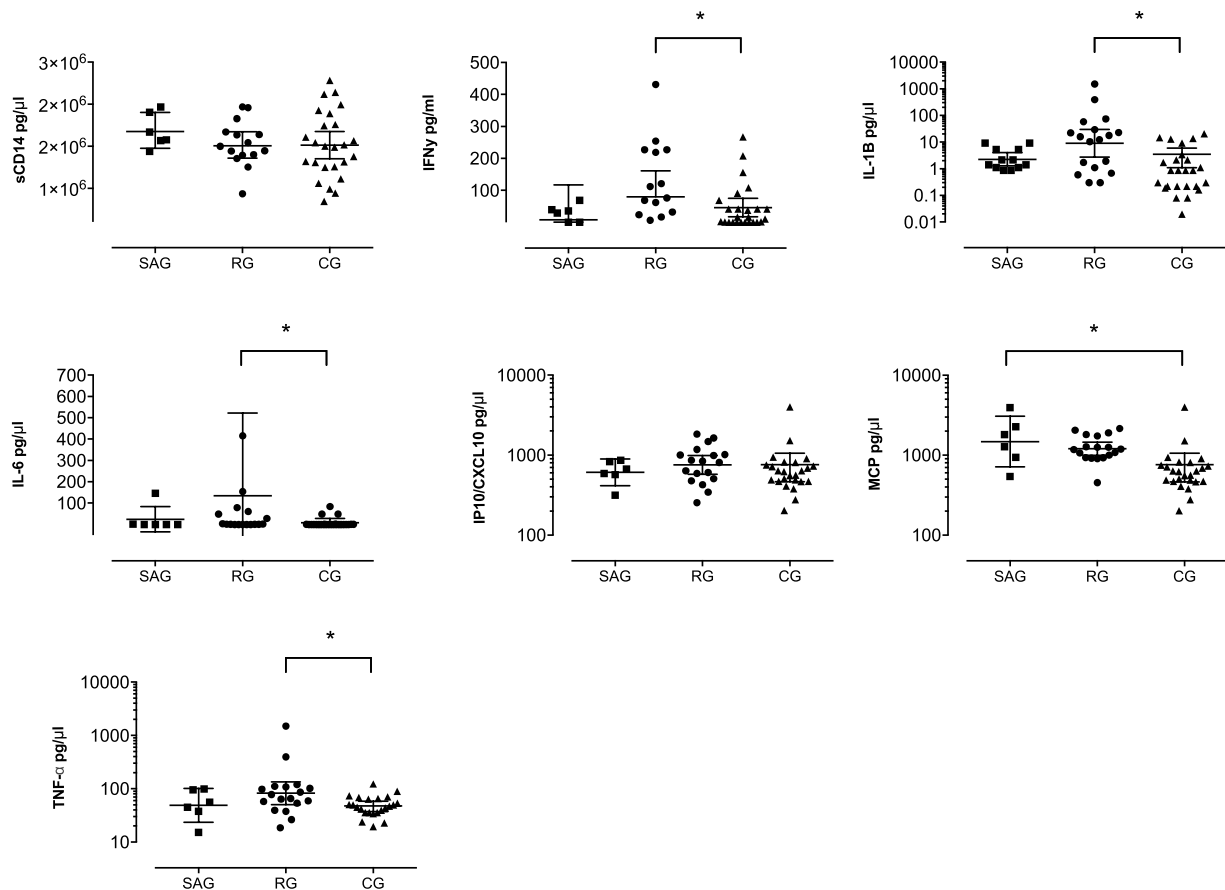 *
*
3×10⁶
2×10⁶
2×10⁶
1×10⁶
sCD14 pg/µl
SAG RG CG
500
400
300
200
100
IFNy pg/ml
SAG RG CG
10000
1000
100
10
1
0.1
0.01
IL-1B pg/µl
SAG RG CG
*
*
700
600
500
400
300
200
100
IL-6 pg/µl
SAG RG CG
10000
1000
100
IP10/CXCL10 pg/µl
SAG RG CG
10000
1000
100
MCP pg/µl
SAG RG CG
*
10000
1000
100
10
TNF-α pg/µl
SAG RG CG